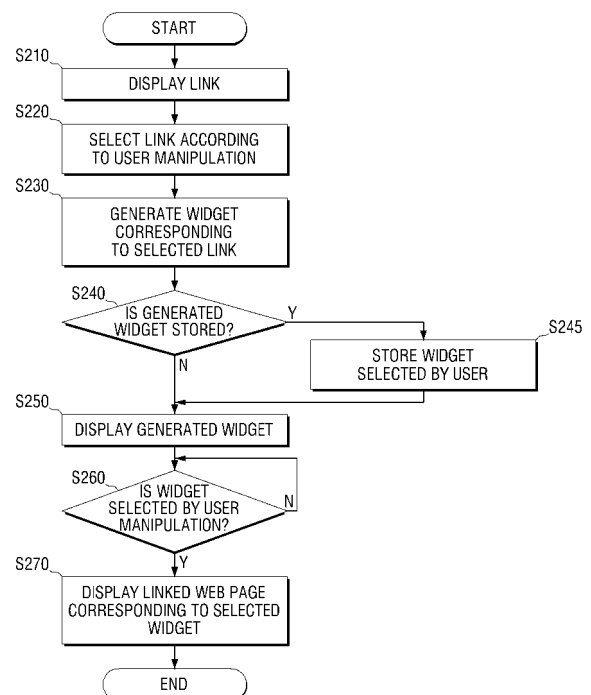 START
S210
DISPLAY LINK
S220
SELECT LINK ACCORDING
TO USER MANIPULATION
S230
GENERATE WIDGET
CORRESPONDING
TO SELECTED LINK
S240
IS GENERATED
WIDGET STORED?
Y
N
S245
STORE WIDGET
SELECTED BY USER
S250
DISPLAY GENERATED WIDGET
S260
IS WIDGET
SELECTED BY USER
MANIPULATION?
N
Y
S270
DISPLAY LINKED WEB PAGE
CORRESPONDING TO SELECTED
WIDGET
END